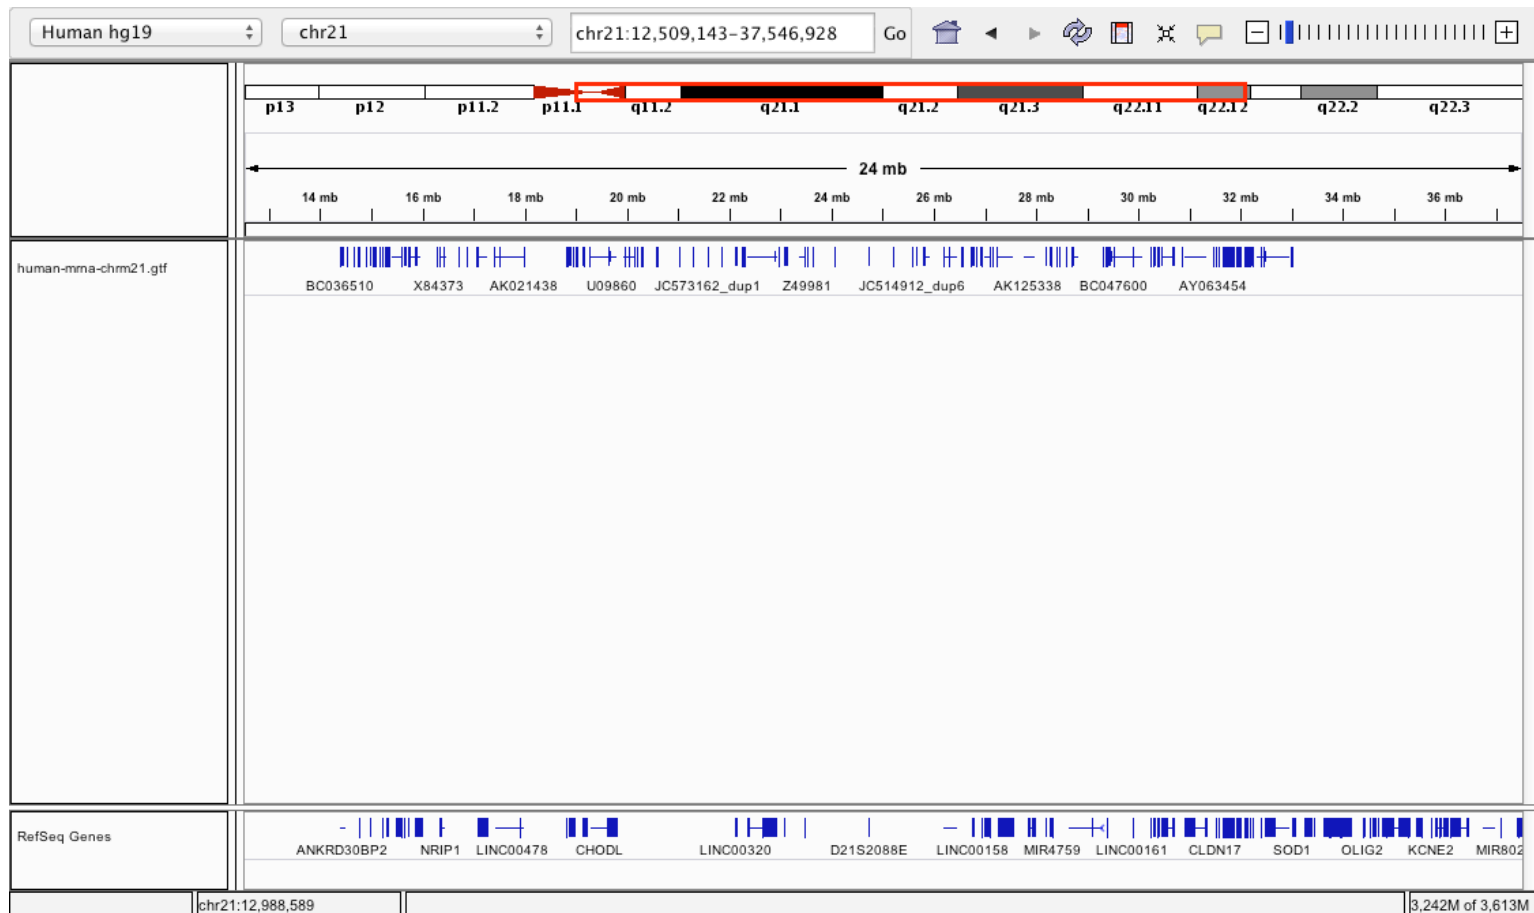 Human hg19 chr21 chr21:12,509,143-37,546,928 Go
p13 p12 p11.2 p11.1 q11.2 q21.1 q21.2 q21.3 q22.11 q22.12 q22.2 q22.3
24 mb
14 mb 16 mb 18 mb 20 mb 22 mb 24 mb 26 mb 28 mb 30 mb 32 mb 34 mb 36 mb
human-mrna-chrm21.gtf
BC036510 X84373 AK021438 U09860 JC573162_dup1 Z49981 JC514912_dup6 AK125338 BC047600 AY063454
RefSeq Genes
ANKRD30BP2 NRIP1 LINC00478 CHODL LINC00320 D21S2088E LINC00158 MIR4759 LINC00161 CLDN17 SOD1 OLIG2 KCNE2 MIR802
chr21:12,988,589 3,242M of 3,613M